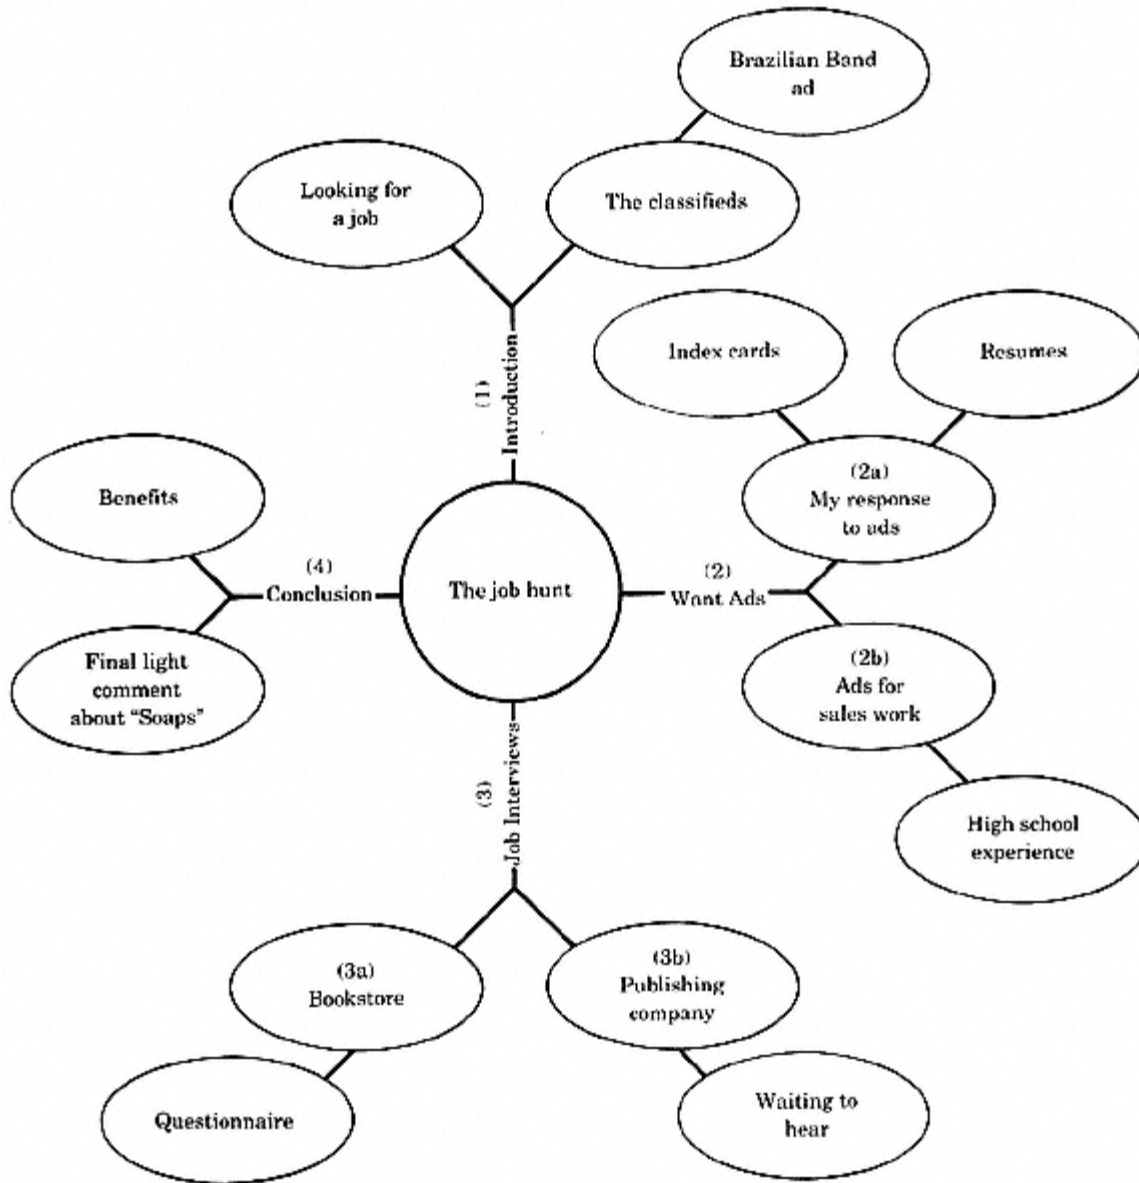 Brazilian Band
ad
Looking for
a job
The classifieds
(1)
Introduction
Index cards
Resumes
(2a)
My response
to ads
Benefits
(4)
Conclusion
The job hunt
(2)
Want Ads
Final light
comment
about “Soaps”
(2b)
Ads for
sales work
High school
experience
(3)
Job Interviews
(3a)
Bookstore
(3b)
Publishing
company
Questionnaire
Waiting to
hear